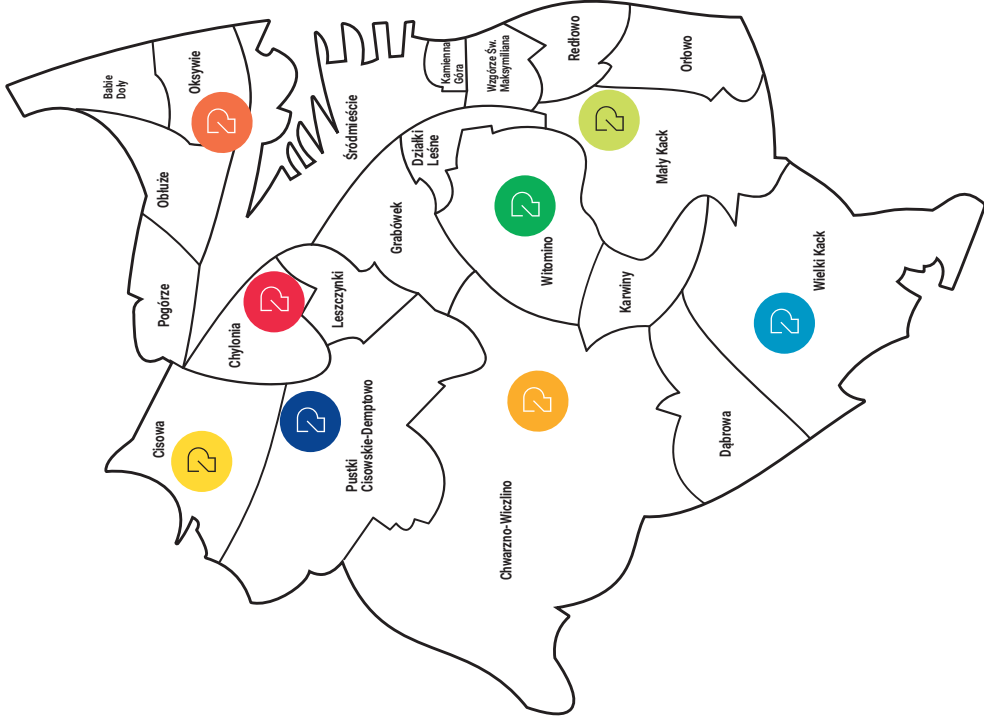 Babie
Doły
Oksywie
Obłuże
Pogórze
Śródmieście
Kamienna
Góra
Wzgórze Św.
Maksymiliana
Redłowo
Orłowo
Działki
Leśne
Mały Kack
Grabówek
Leszczynki
Chylonia
Witomino
Karwiny
Wielki Kack
Cisowa
Pustki
Cisowskie-Demptowo
Dąbrowa
Chwarzno-Wiczlino